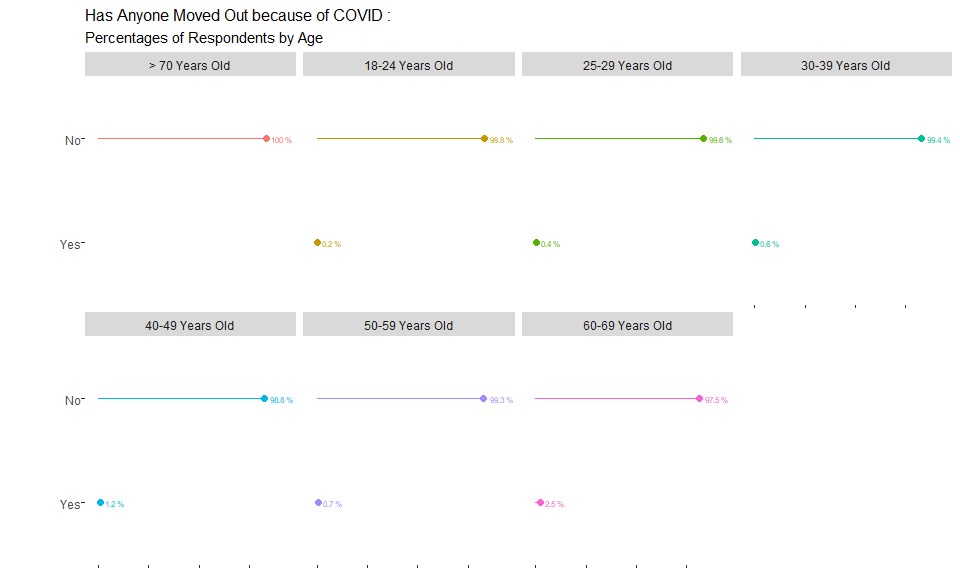 Has Anyone Moved Out because of COVID :
Percentages of Respondents by Age
> 70 Years Old
18-24 Years Old
25-29 Years Old
30-39 Years Old
No
100 %
99.8 %
99.6 %
99.4 %
Yes
0.2 %
0.4 %
0.6 %
40-49 Years Old
50-59 Years Old
60-69 Years Old
No
98.8 %
99.3 %
97.5 %
Yes
1.2 %
0.7 %
2.5 %